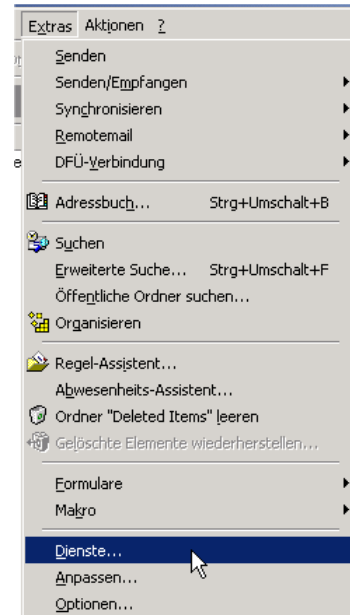 Extras Aktionen ?
Senden
Senden/Empfangen
Synchronisieren
Remotemail
DFÜ-Verbindung
Adressbuch... Strg+Umschalt+B
Suchen
Erweiterte Suche... Strg+Umschalt+F
Öffentliche Ordner suchen...
Organisieren
Regel-Assistent...
Abwesenheits-Assistent...
Ordner "Deleted Items" leeren
Gelöschte Elemente wiederherstellen...
Formulare
Makro
Dienste...
Anpassen...
Optionen...